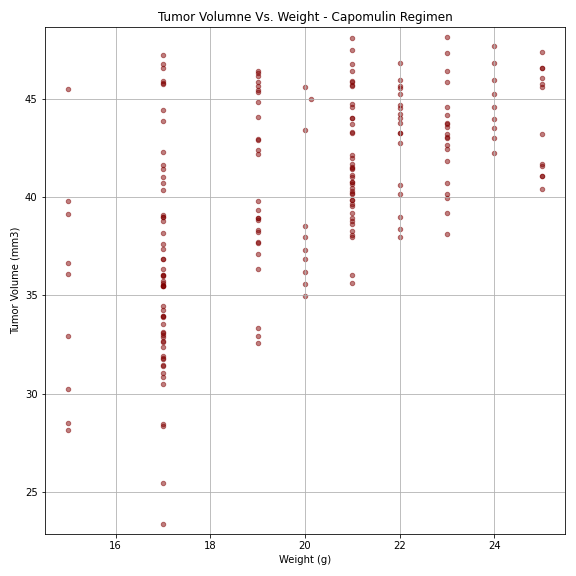 Tumor Volumne Vs. Weight - Capomulin Regimen
45
40
35
30
25
Tumor Volume (mm3)
16 18 20 22 24
Weight (g)